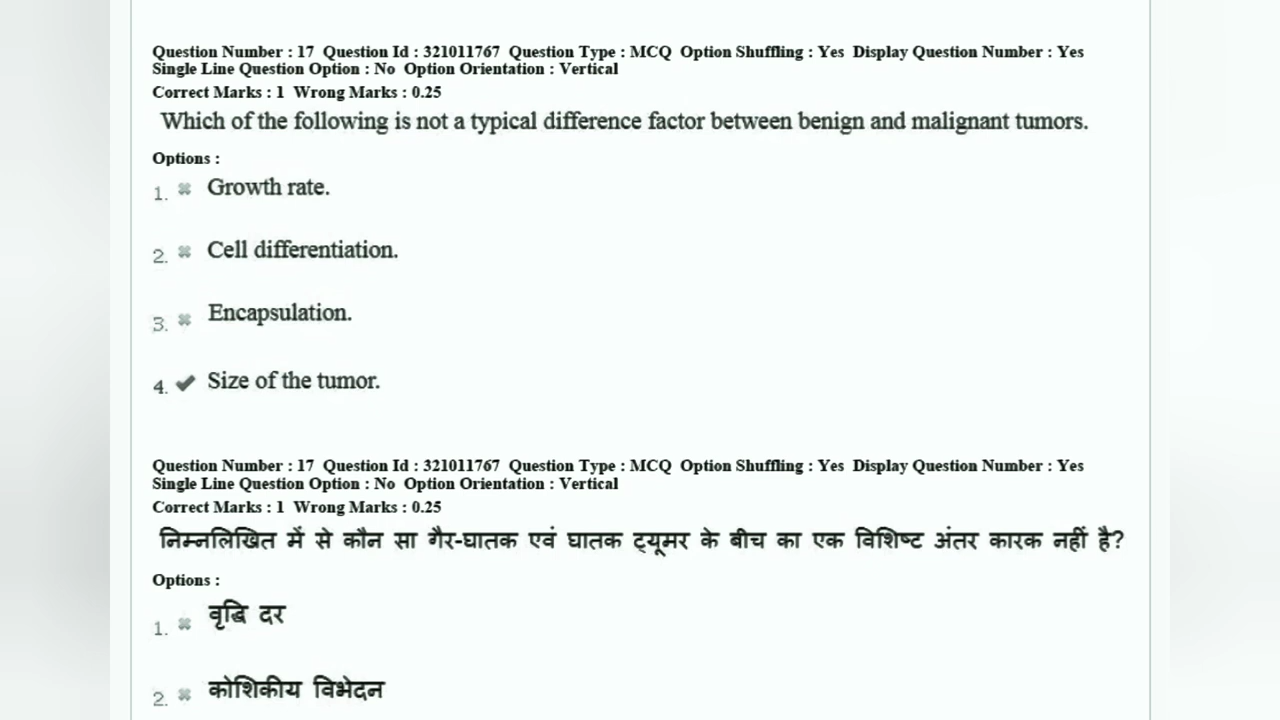 Question Number : 17 Question Id : 321011767 Question Type : MCQ Option Shuffling : Yes Display Question Number : Yes
Single Line Question Option : No Option Orientation : Vertical
Correct Marks : 1 Wrong Marks : 0.25
Which of the following is not a typical difference factor between benign and malignant tumors.
Options :
1. ✖ Growth rate.
2. ✖ Cell differentiation.
3. ✖ Encapsulation.
4. ✔ Size of the tumor.
Question Number : 17 Question Id : 321011767 Question Type : MCQ Option Shuffling : Yes Display Question Number : Yes
Single Line Question Option : No Option Orientation : Vertical
Correct Marks : 1 Wrong Marks : 0.25
निम्नलिखित में से कौन सा गैर-घातक एवं घातक ट्यूमर के बीच का एक विशिष्ट अंतर कारक नहीं है?
Options :
1. ✖ वृद्धि दर
2. ✖ कोशिकीय विभेदन